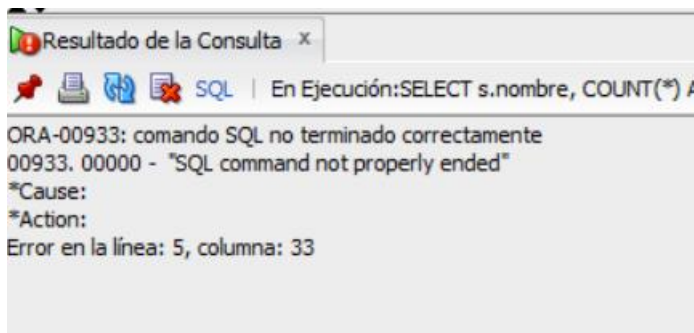 Resultado de la Consulta x
SQL | En Ejecución:SELECT s.nombre, COUNT(*) A
ORA-00933: comando SQL no terminado correctamente
00933. 00000 - "SQL command not properly ended"
*Cause:
*Action:
Error en la línea: 5, columna: 33